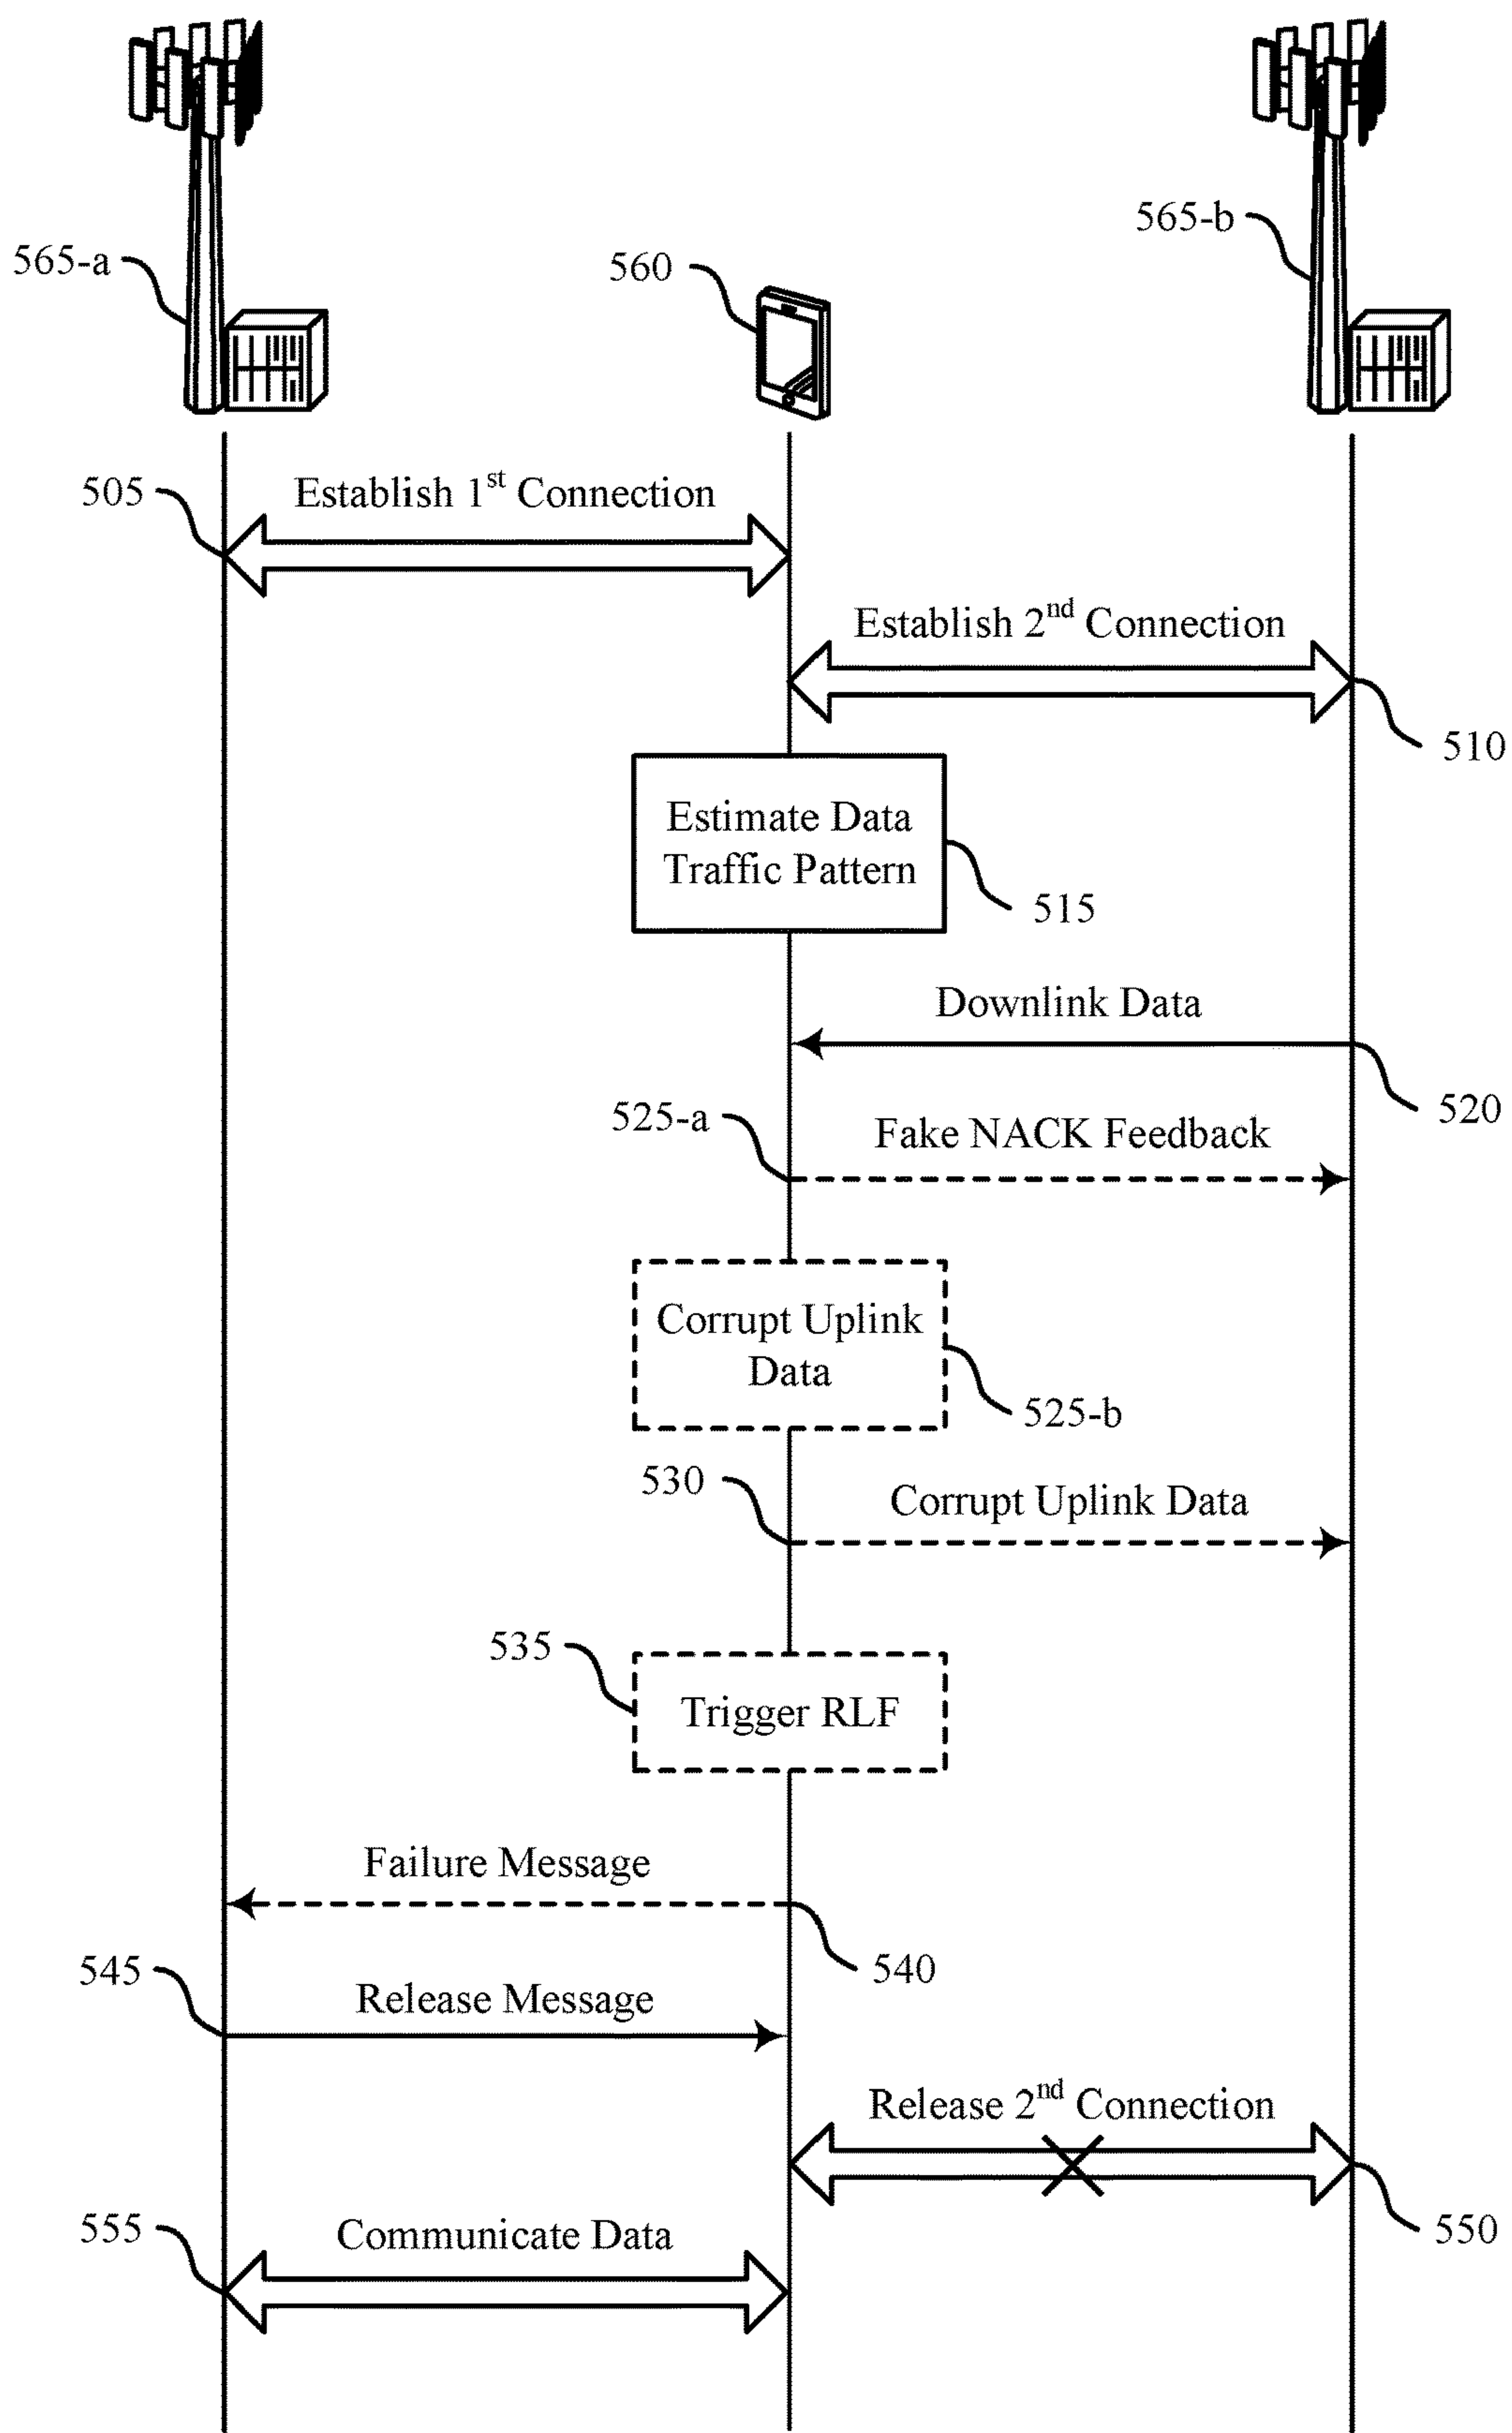 565-a
560
565-b
505
Establish 1st Connection
Establish 2nd Connection
510
Estimate Data
Traffic Pattern
515
Downlink Data
520
525-a
Fake NACK Feedback
Corrupt Uplink
Data
525-b
530
Corrupt Uplink Data
535
Trigger RLF
Failure Message
540
545
Release Message
Release 2nd Connection
550
555
Communicate Data